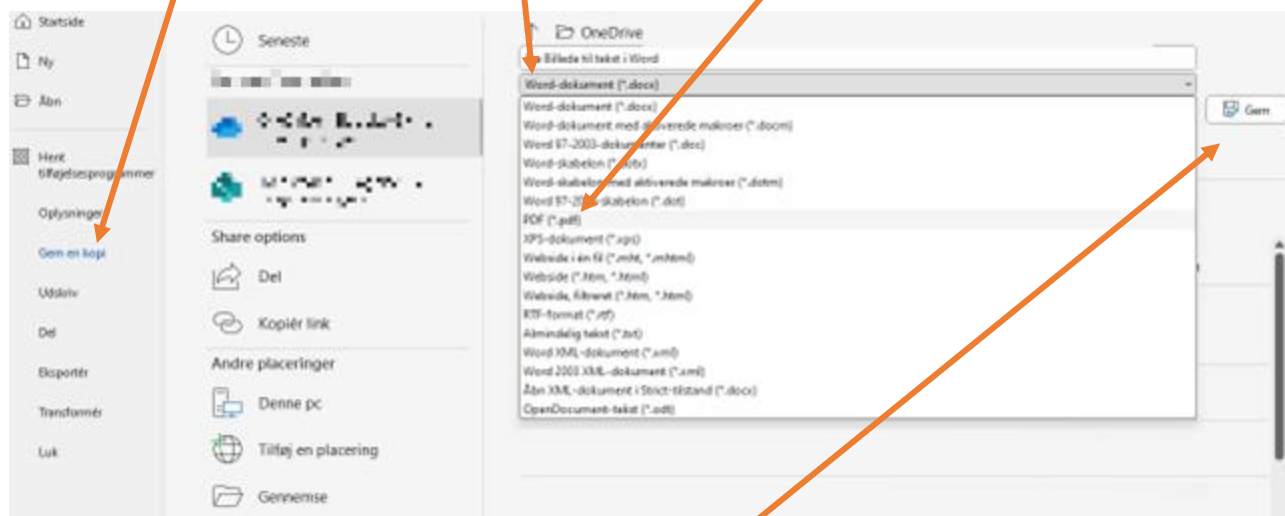 Startside
Ny
Åbn
Hent
tilføjelsesprogrammer
Oplysninger
Gem en kopi
Udskriv
Del
Eksportér
Transformér
Luk
Seneste
Share options
Del
Kopiér link
Andre placeringer
Denne pc
Tilføj en placering
Gennemse
OneDrive
Billede til tekst i Word
Word-dokument (*.docx)
Word-dokument (*.docx)
Word-dokument med aktiverede makroer (*.docm)
Word 97-2003-dokumenter (*.doc)
Word-skabelon (*.dotx)
Word-skabelon med aktiverede makroer (*.dotm)
Word 97-2003-skabelon (*.dot)
PDF (*.pdf)
XPS-dokument (*.xps)
Webside i én fil (*.mht, *.mhtml)
Webside (*.htm, *.html)
Webside, filtreret (*.htm, *.html)
RTF-format (*.rtf)
Almindelig tekst (*.txt)
Word XML-dokument (*.xml)
Word 2003 XML-dokument (*.xml)
Åbn XML-dokument i Strict-tilstand (*.docx)
OpenDocument-tekst (*.odt)
Gem